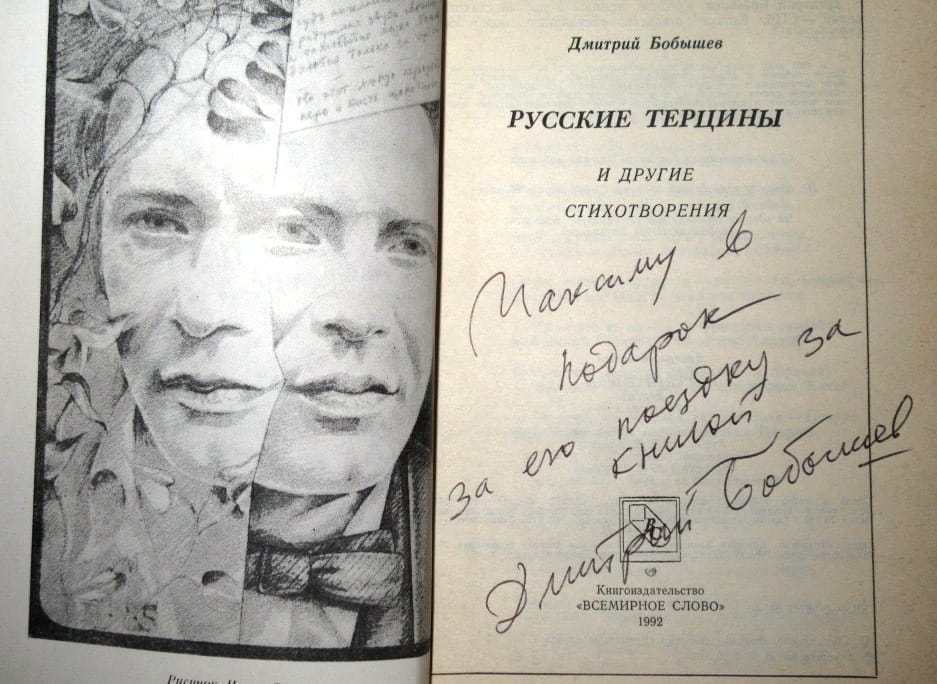 Дмитрий Бобышев
РУССКИЕ ТЕРЦИНЫ
И ДРУГИЕ
СТИХОТВОРЕНИЯ
Максиму в
подарок
за его поездку за
книгой
Дмитрий Бобышев
Книгоиздательство
«ВСЕМИРНОЕ СЛОВО»
1992
Рисунок